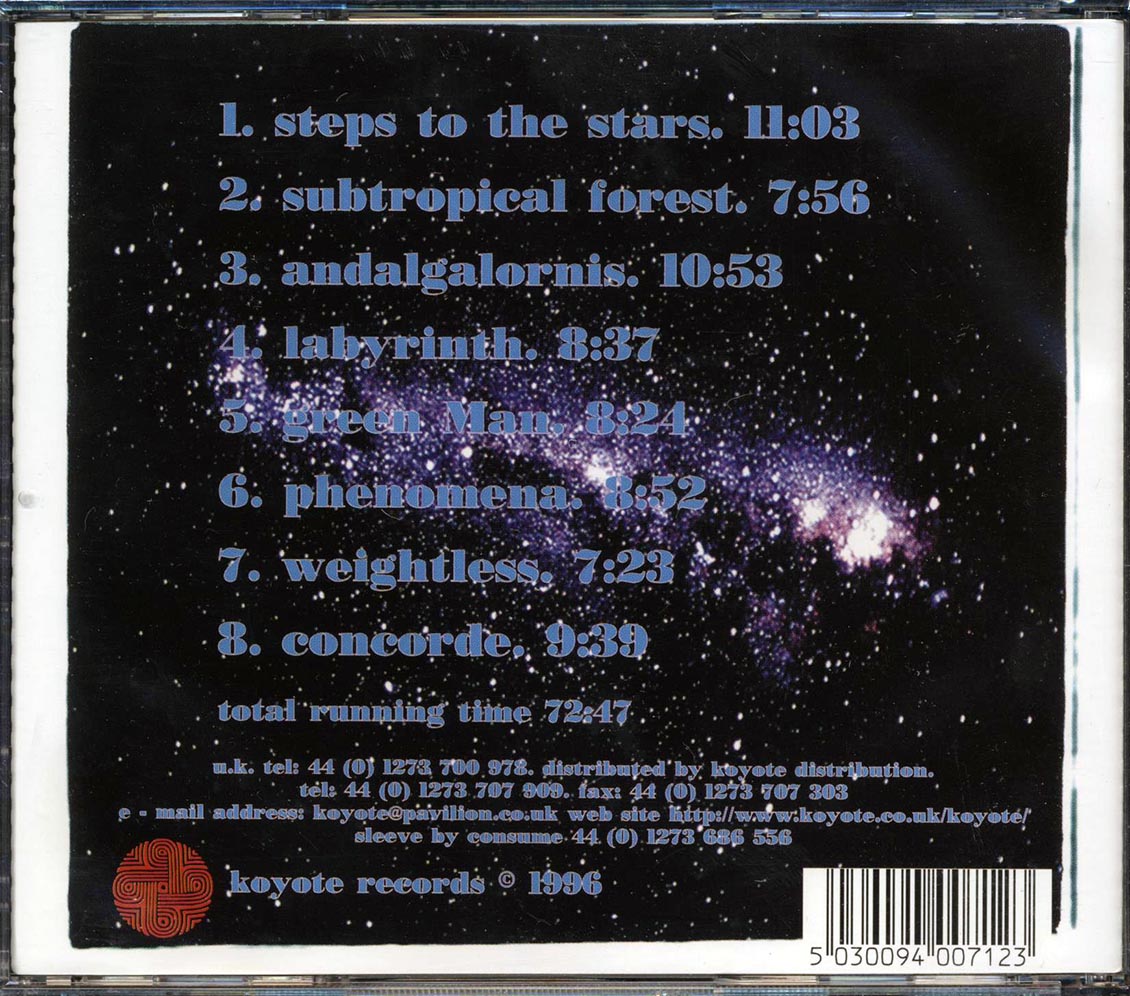 1. steps to the stars. 11:03
2. subtropical forest. 7:56
3. andalgalornis. 10:53
4. labyrinth. 8:37
5. green Man. 8:24
6. phenomena. 8:52
7. weightless. 7:23
8. concorde. 9:39
total running time 72:47
u.k. tel: 44 (0) 1273 700 978. distributed by koyote distribution.
tel: 44 (0) 1273 707 909. fax: 44 (0) 1273 707 303
e - mail address: koyote@pavilion.co.uk web site http://www.koyote.co.uk/koyote/
sleeve by consume 44 (0) 1273 686 556
koyote records © 1996
5 030094 007123